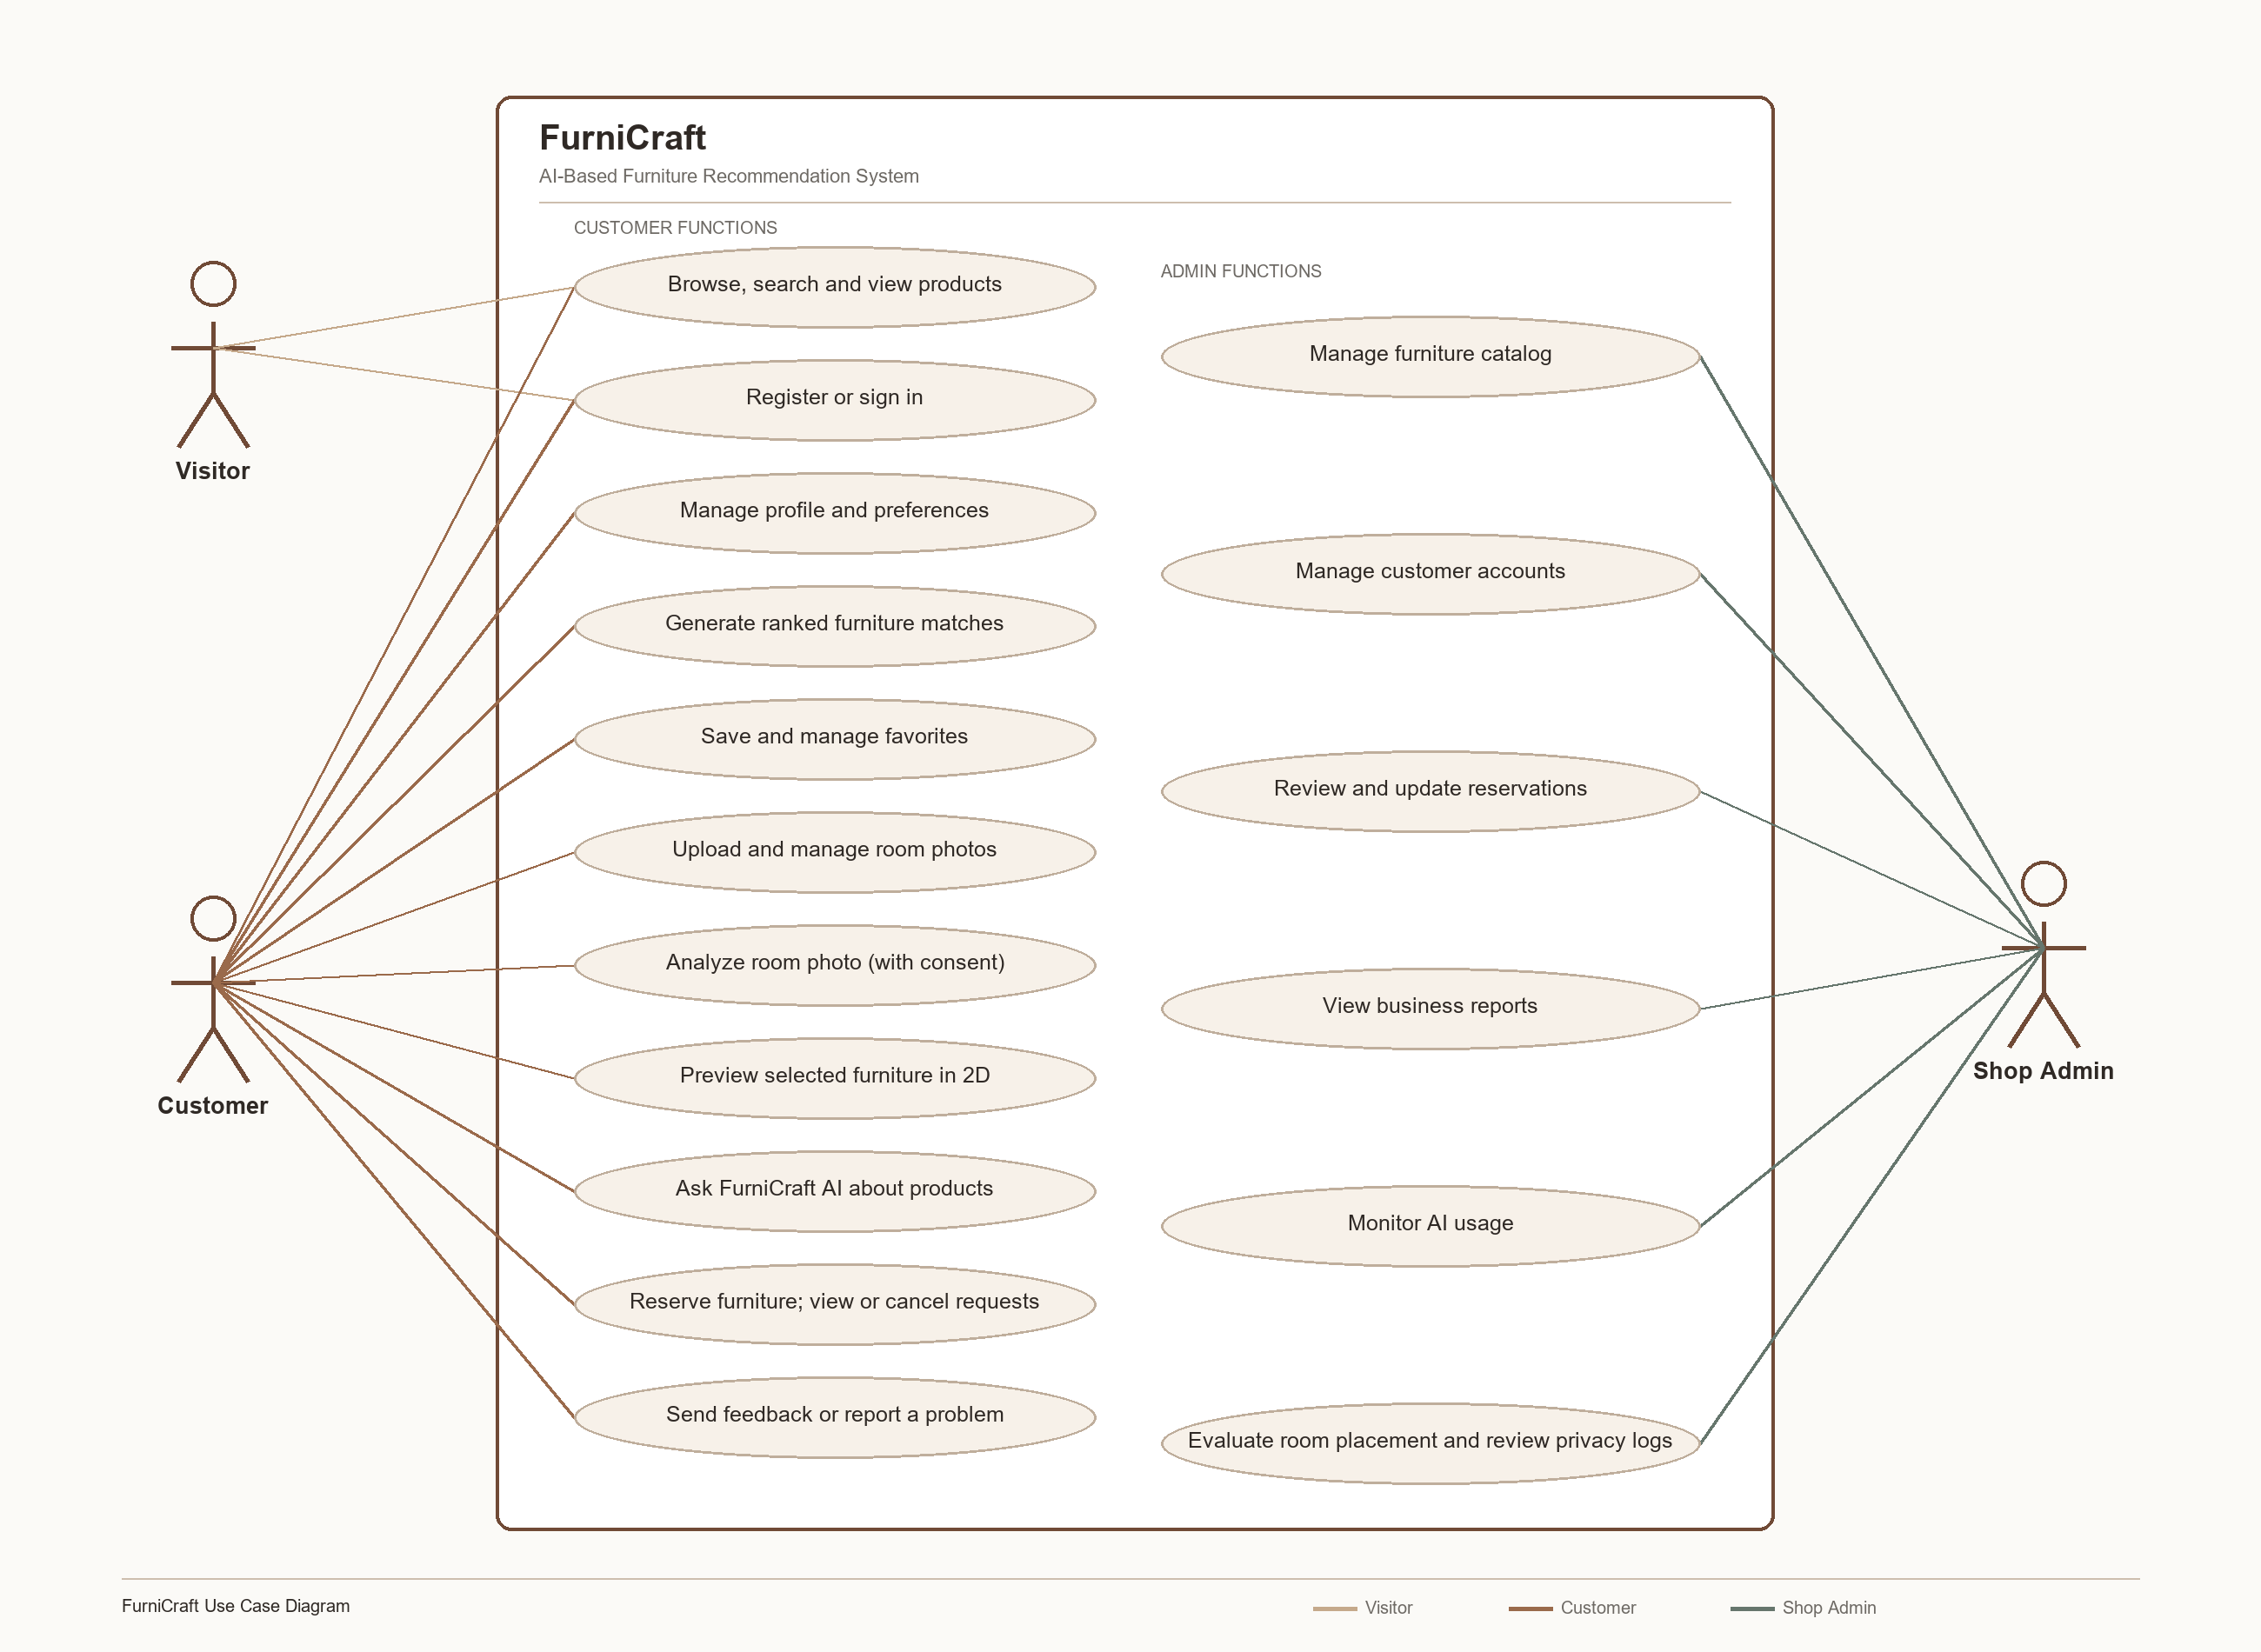 FurniCraft
AI-Based Furniture Recommendation System
CUSTOMER FUNCTIONS
Browse, search and view products
Register or sign in
Manage profile and preferences
Generate ranked furniture matches
Save and manage favorites
Upload and manage room photos
Analyze room photo (with consent)
Preview selected furniture in 2D
Ask FurniCraft AI about products
Reserve furniture; view or cancel requests
Send feedback or report a problem
ADMIN FUNCTIONS
Manage furniture catalog
Manage customer accounts
Review and update reservations
View business reports
Monitor AI usage
Evaluate room placement and review privacy logs
Visitor
Customer
Shop Admin
FurniCraft Use Case Diagram
Visitor
Customer
Shop Admin